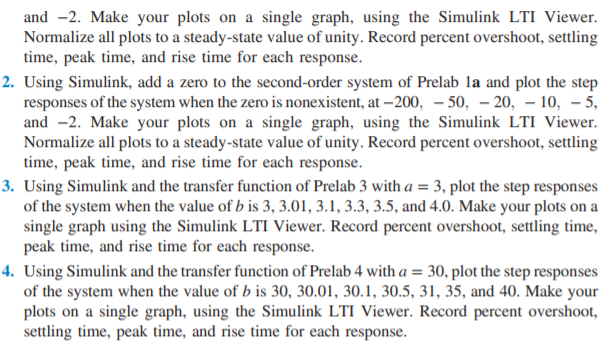 and −2. Make your plots on a single graph, using the Simulink LTI Viewer.
Normalize all plots to a steady-state value of unity. Record percent overshoot, settling
time, peak time, and rise time for each response.
2. Using Simulink, add a zero to the second-order system of Prelab 1a and plot the step
responses of the system when the zero is nonexistent, at −200, − 50, − 20, − 10, − 5,
and −2. Make your plots on a single graph, using the Simulink LTI Viewer.
Normalize all plots to a steady-state value of unity. Record percent overshoot, settling
time, peak time, and rise time for each response.
3. Using Simulink and the transfer function of Prelab 3 with a = 3, plot the step responses
of the system when the value of b is 3, 3.01, 3.1, 3.3, 3.5, and 4.0. Make your plots on a
single graph using the Simulink LTI Viewer. Record percent overshoot, settling time,
peak time, and rise time for each response.
4. Using Simulink and the transfer function of Prelab 4 with a = 30, plot the step responses
of the system when the value of b is 30, 30.01, 30.1, 30.5, 31, 35, and 40. Make your
plots on a single graph, using the Simulink LTI Viewer. Record percent overshoot,
settling time, peak time, and rise time for each response.